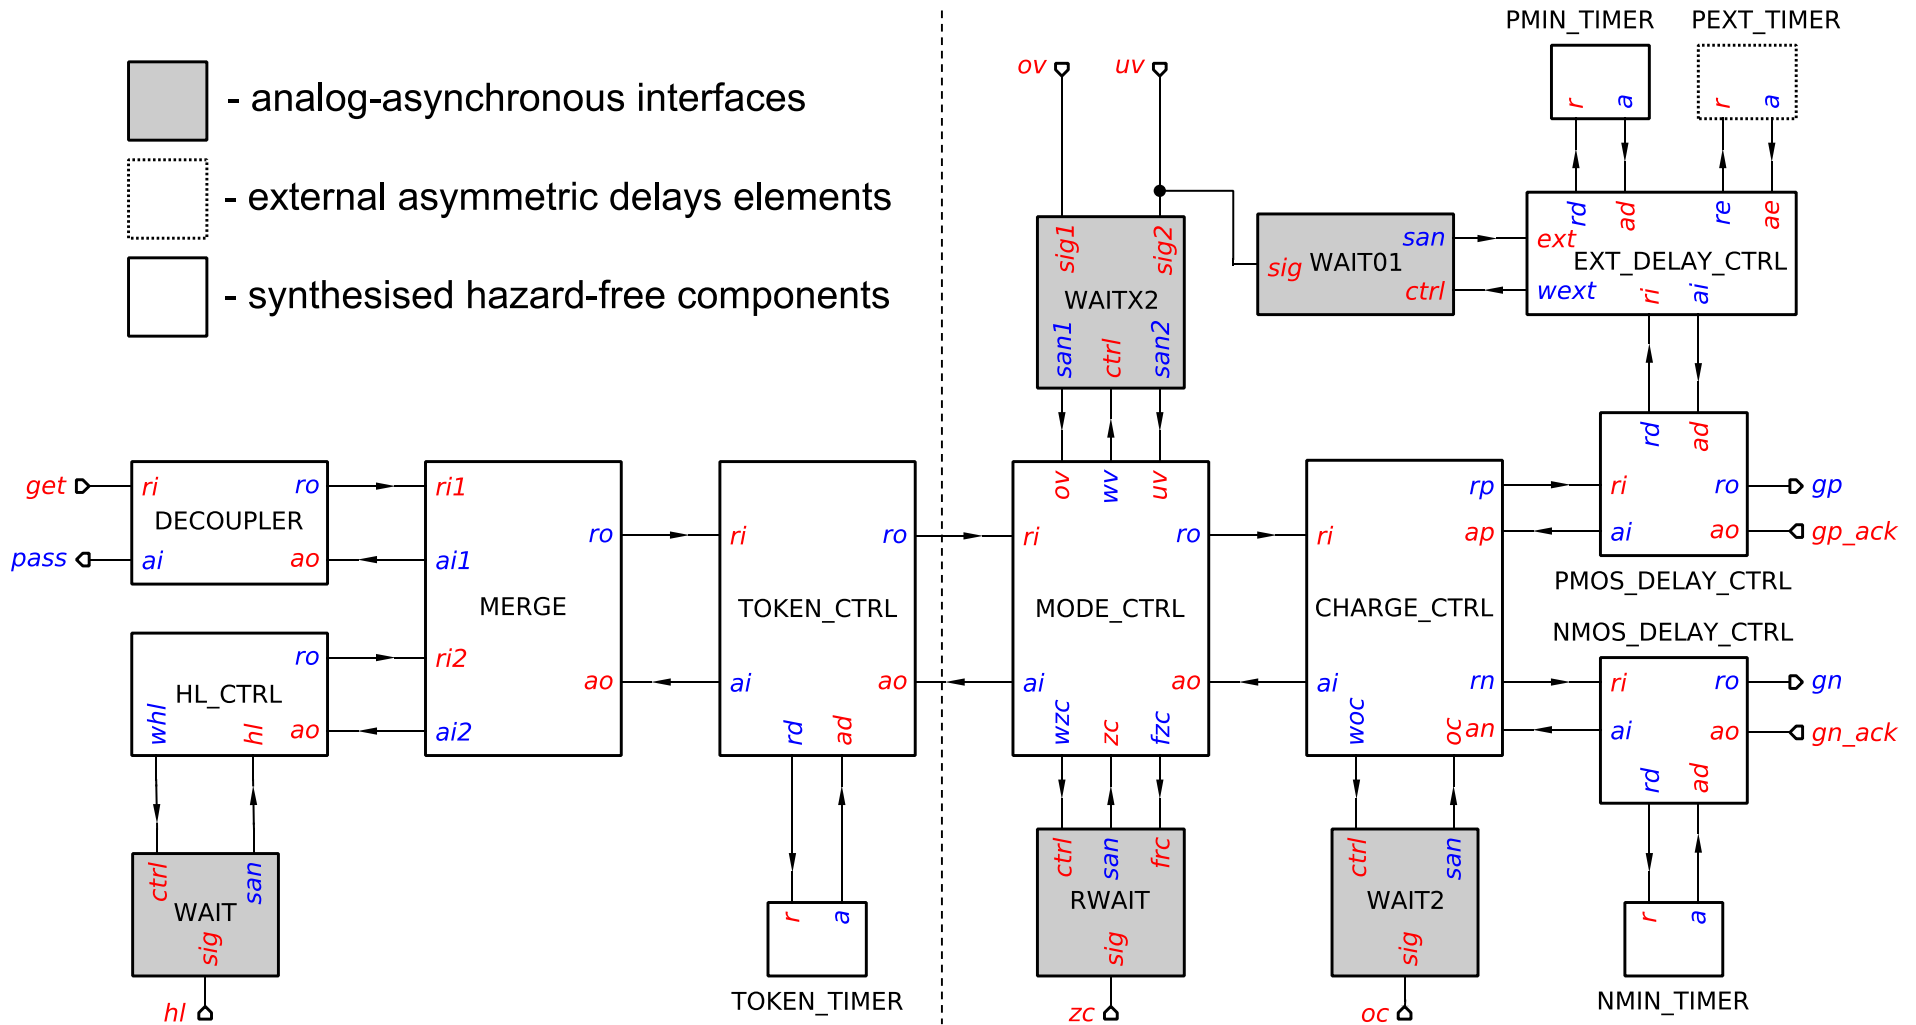 PMIN_TIMER PEXT_TIMER
- analog-asynchronous interfaces
- external asymmetric delays elements
- synthesised hazard-free components
ov uv
r a r a
rd ad re ae
sig1 sig2
WAITX2
san1 ctrl san2
san
sig WAIT01
ctrl
ext
EXT_DELAY_CTRL
wext
ri ai
get
ri ro
DECOUPLER
pass
ai ao
ri1
ro
ai1
MERGE
ri2
ao
ai2
ro
HL_CTRL
whl hl ao
ctrl san
WAIT
sig
hl
ri ro
TOKEN_CTRL
ai ao
rd ad
r a
TOKEN_TIMER
ov wv uv
ri ro
MODE_CTRL
ai ao
wzc zc fzc
ctrl san frc
RWAIT
sig
zc
rp
ri
ap
CHARGE_CTRL
ai rn
woc oc an
ctrl san
WAIT2
sig
oc
rd ad
ri ro gp
ai ao gp_ack
PMOS_DELAY_CTRL
NMOS_DELAY_CTRL
ri ro gn
ai ao gn_ack
rd ad
r a
NMIN_TIMER